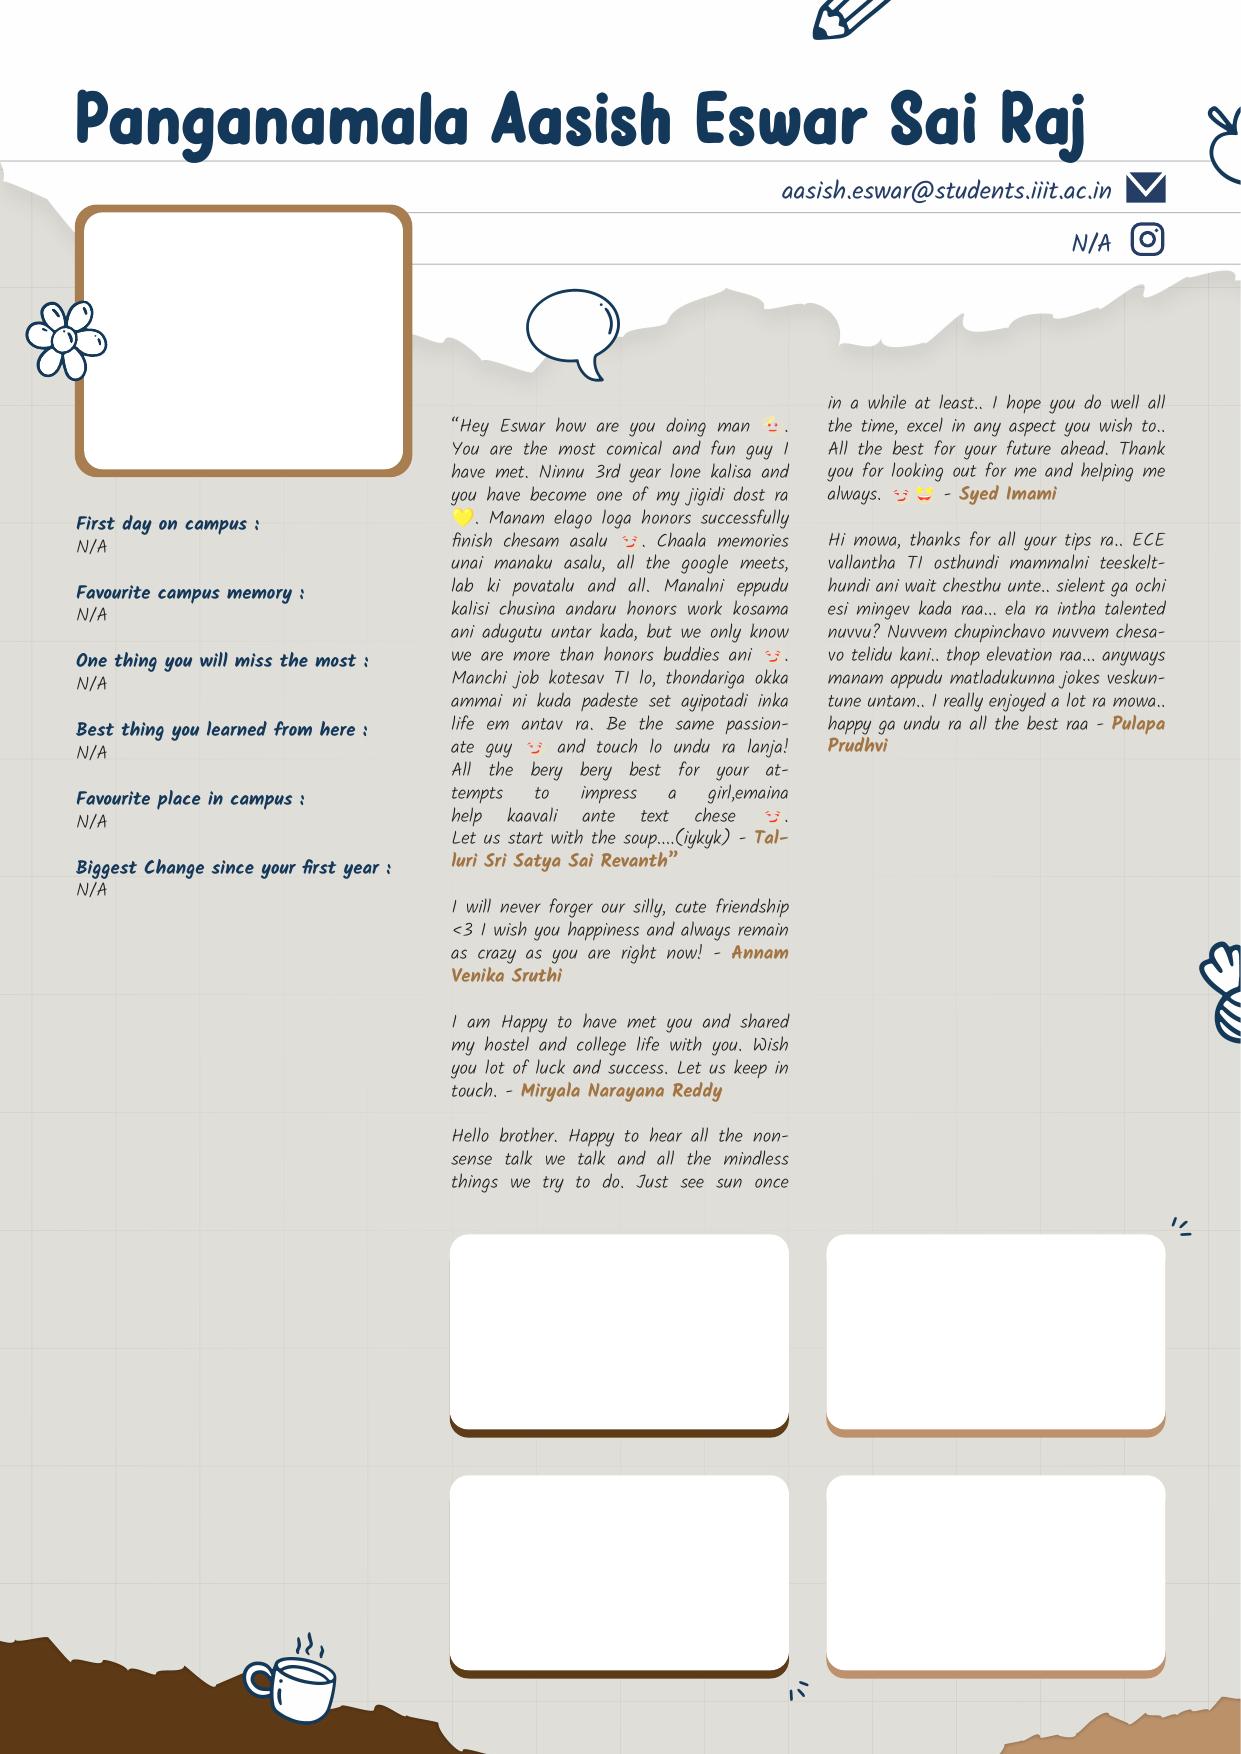 Panganamala Aasish Eswar Sai Raj
aasish.eswar@students.iiit.ac.in
N/A
First day on campus :
N/A
Favourite campus memory :
N/A
One thing you will miss the most :
N/A
Best thing you learned from here :
N/A
Favourite place in campus :
N/A
Biggest Change since your first year :
N/A
“Hey Eswar how are you doing man 🤕.
You are the most comical and fun guy I
have met. Ninnu 3rd year lone kalisa and
you have become one of my jigidi dost ra
💛. Manam elago loga honors successfully
finish chesam asalu 😏. Chaala memories
unai manaku asalu, all the google meets,
lab ki povatalu and all. Manalni eppudu
kalisi chusina andaru honors work kosama
ani adugutu untar kada, but we only know
we are more than honors buddies ani 😏.
Manchi job kotesav TI lo, thondariga okka
ammai ni kuda padeste set ayipotadi inka
life em antav ra. Be the same passion-
ate guy 😏 and touch lo undu ra lanja!
All the bery bery best for your at-
tempts to impress a girl,emaina
help kaavali ante text chese 😏.
Let us start with the soup....(iykyk) - Tal-
luri Sri Satya Sai Revanth”
I will never forger our silly, cute friendship
<3 I wish you happiness and always remain
as crazy as you are right now! - Annam
Venika Sruthi
I am Happy to have met you and shared
my hostel and college life with you. Wish
you lot of luck and success. Let us keep in
touch. - Miryala Narayana Reddy
Hello brother. Happy to hear all the non-
sense talk we talk and all the mindless
things we try to do. Just see sun once
in a while at least.. I hope you do well all
the time, excel in any aspect you wish to..
All the best for your future ahead. Thank
you for looking out for me and helping me
always. 😏 😄 - Syed Imami
Hi mowa, thanks for all your tips ra.. ECE
vallantha TI osthundi mammalni teeskelt-
hundi ani wait chesthu unte.. sielent ga ochi
esi mingev kada raa... ela ra intha talented
nuvvu? Nuvvem chupinchavo nuvvem chesa-
vo telidu kani.. thop elevation raa... anyways
manam appudu matladukunna jokes veskun-
tune untam.. I really enjoyed a lot ra mowa..
happy ga undu ra all the best raa - Pulapa
Prudhvi